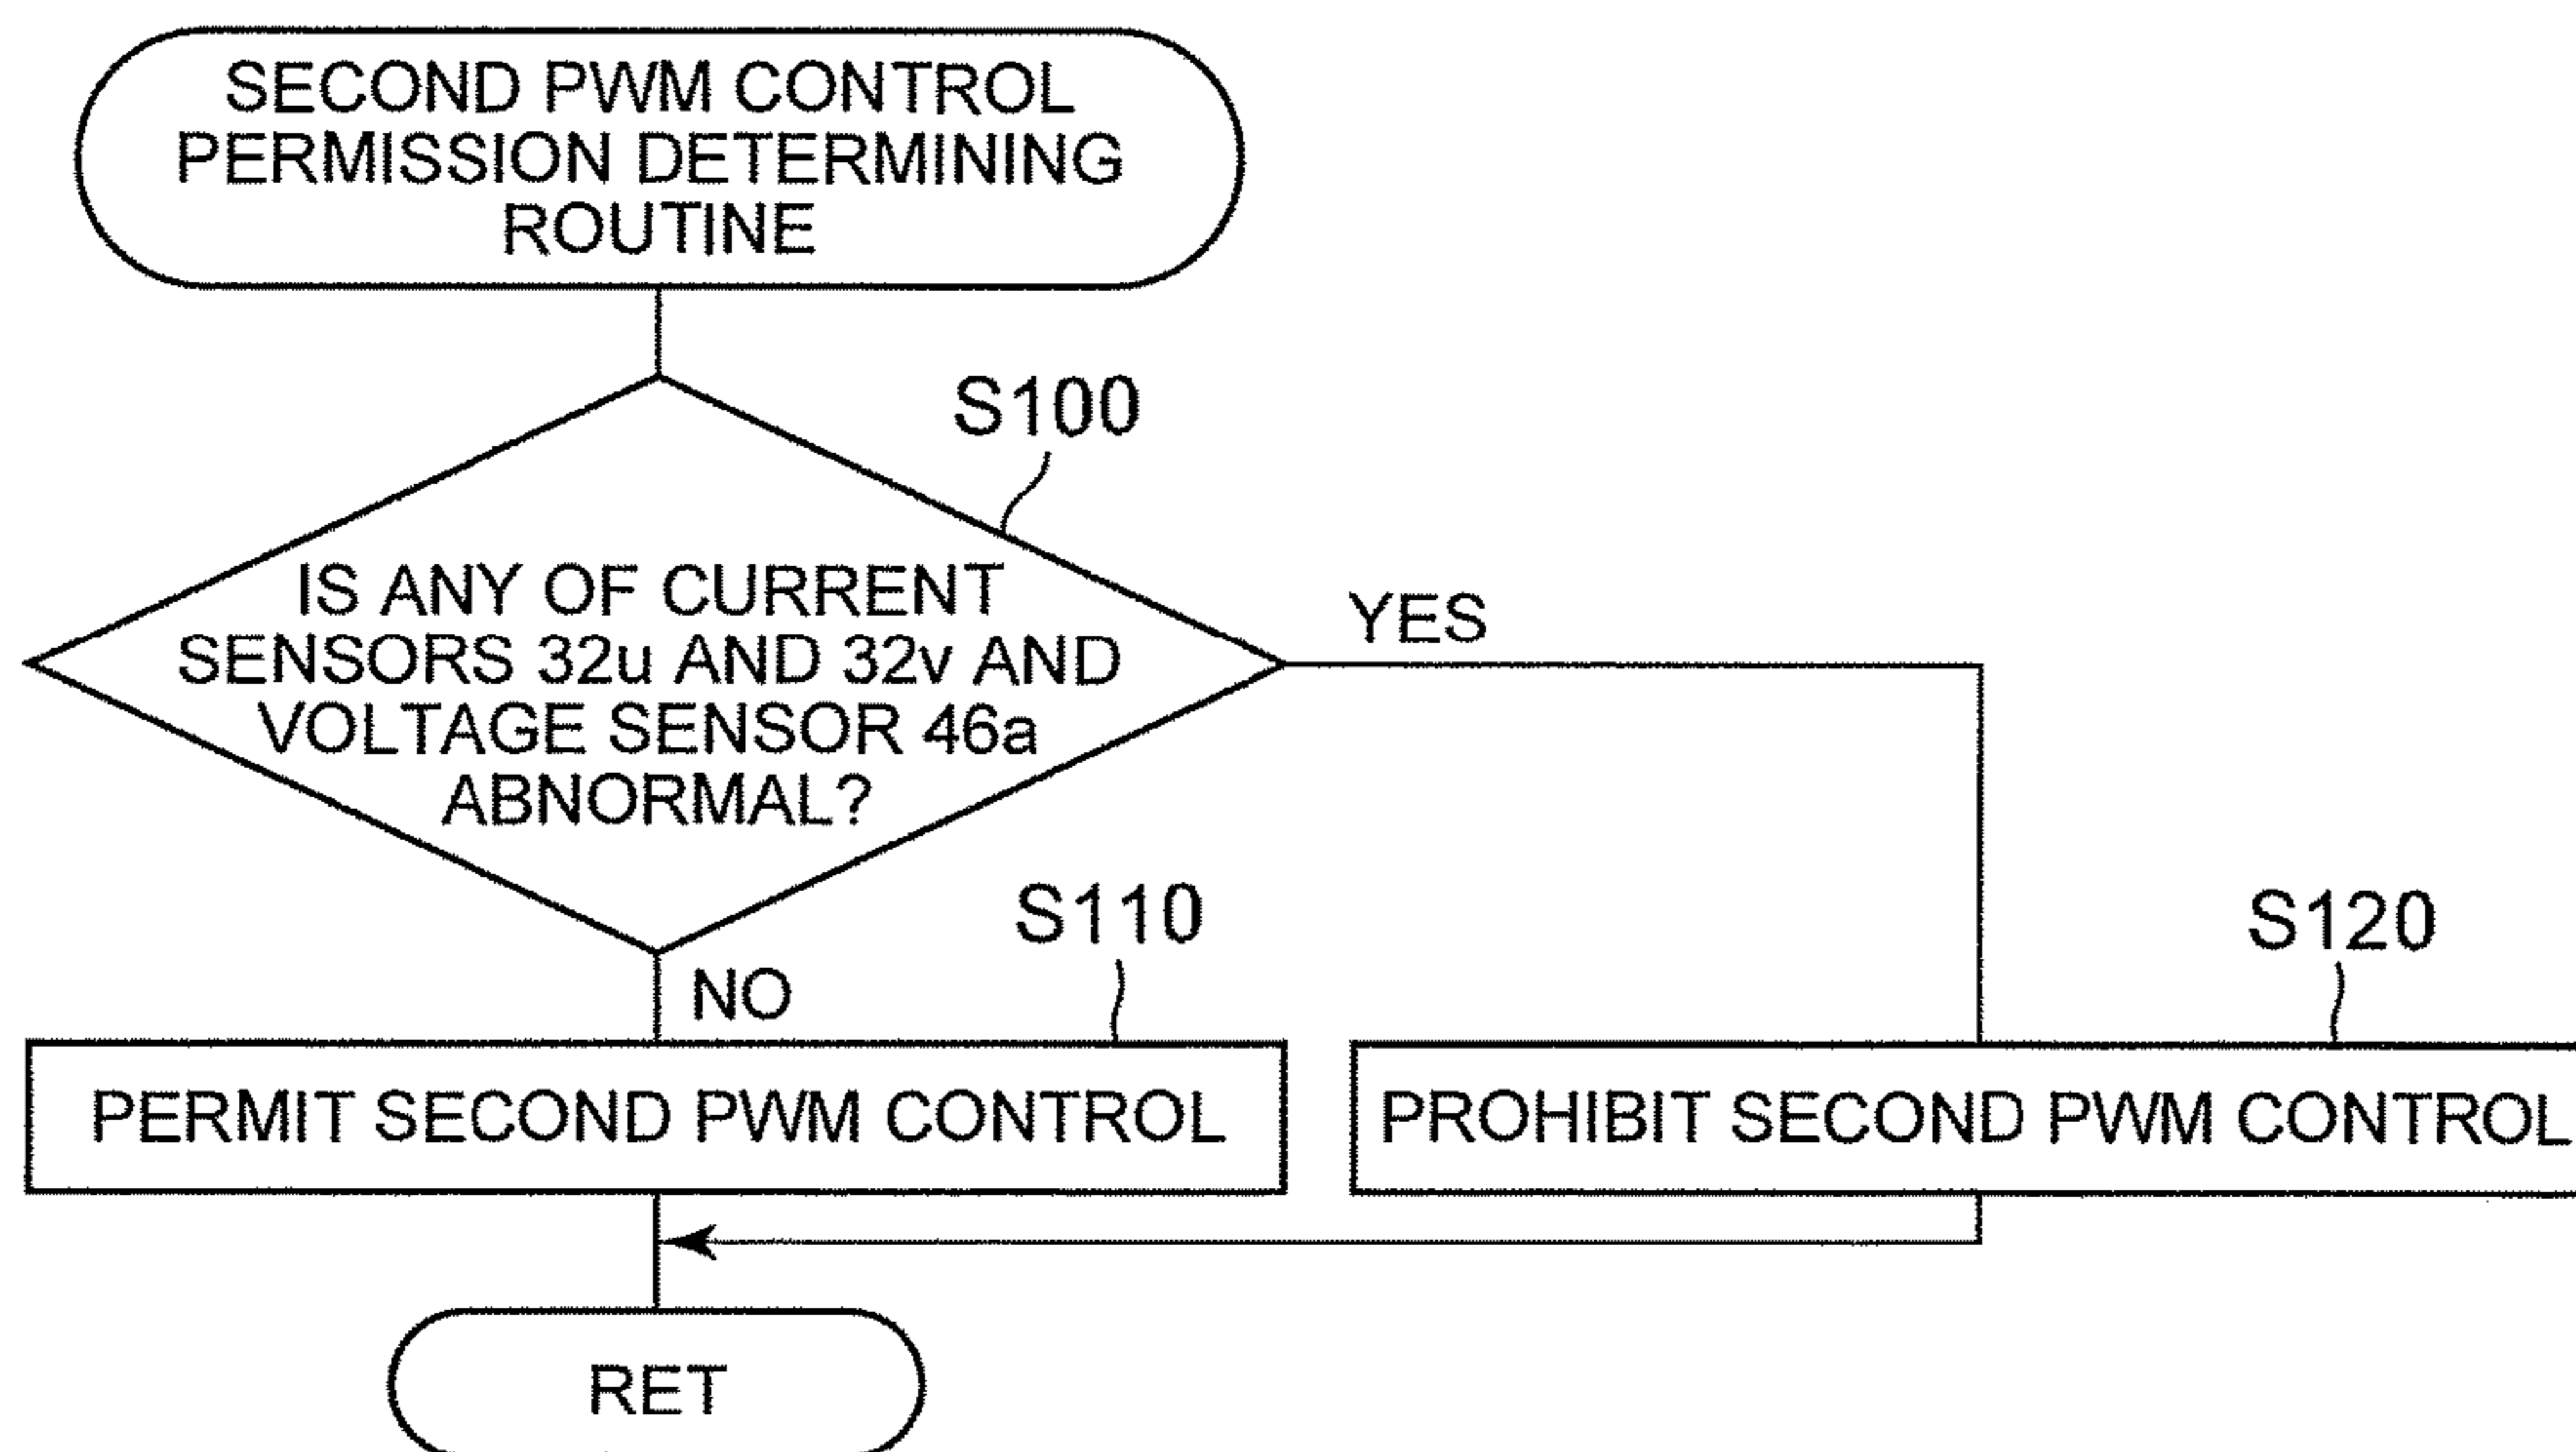 SECOND PWM CONTROL
PERMISSION DETERMINING
ROUTINE
S100
IS ANY OF CURRENT
SENSORS 32u AND 32v AND
VOLTAGE SENSOR 46a
ABNORMAL?
YES
NO
S110
PERMIT SECOND PWM CONTROL
S120
PROHIBIT SECOND PWM CONTROL
RET